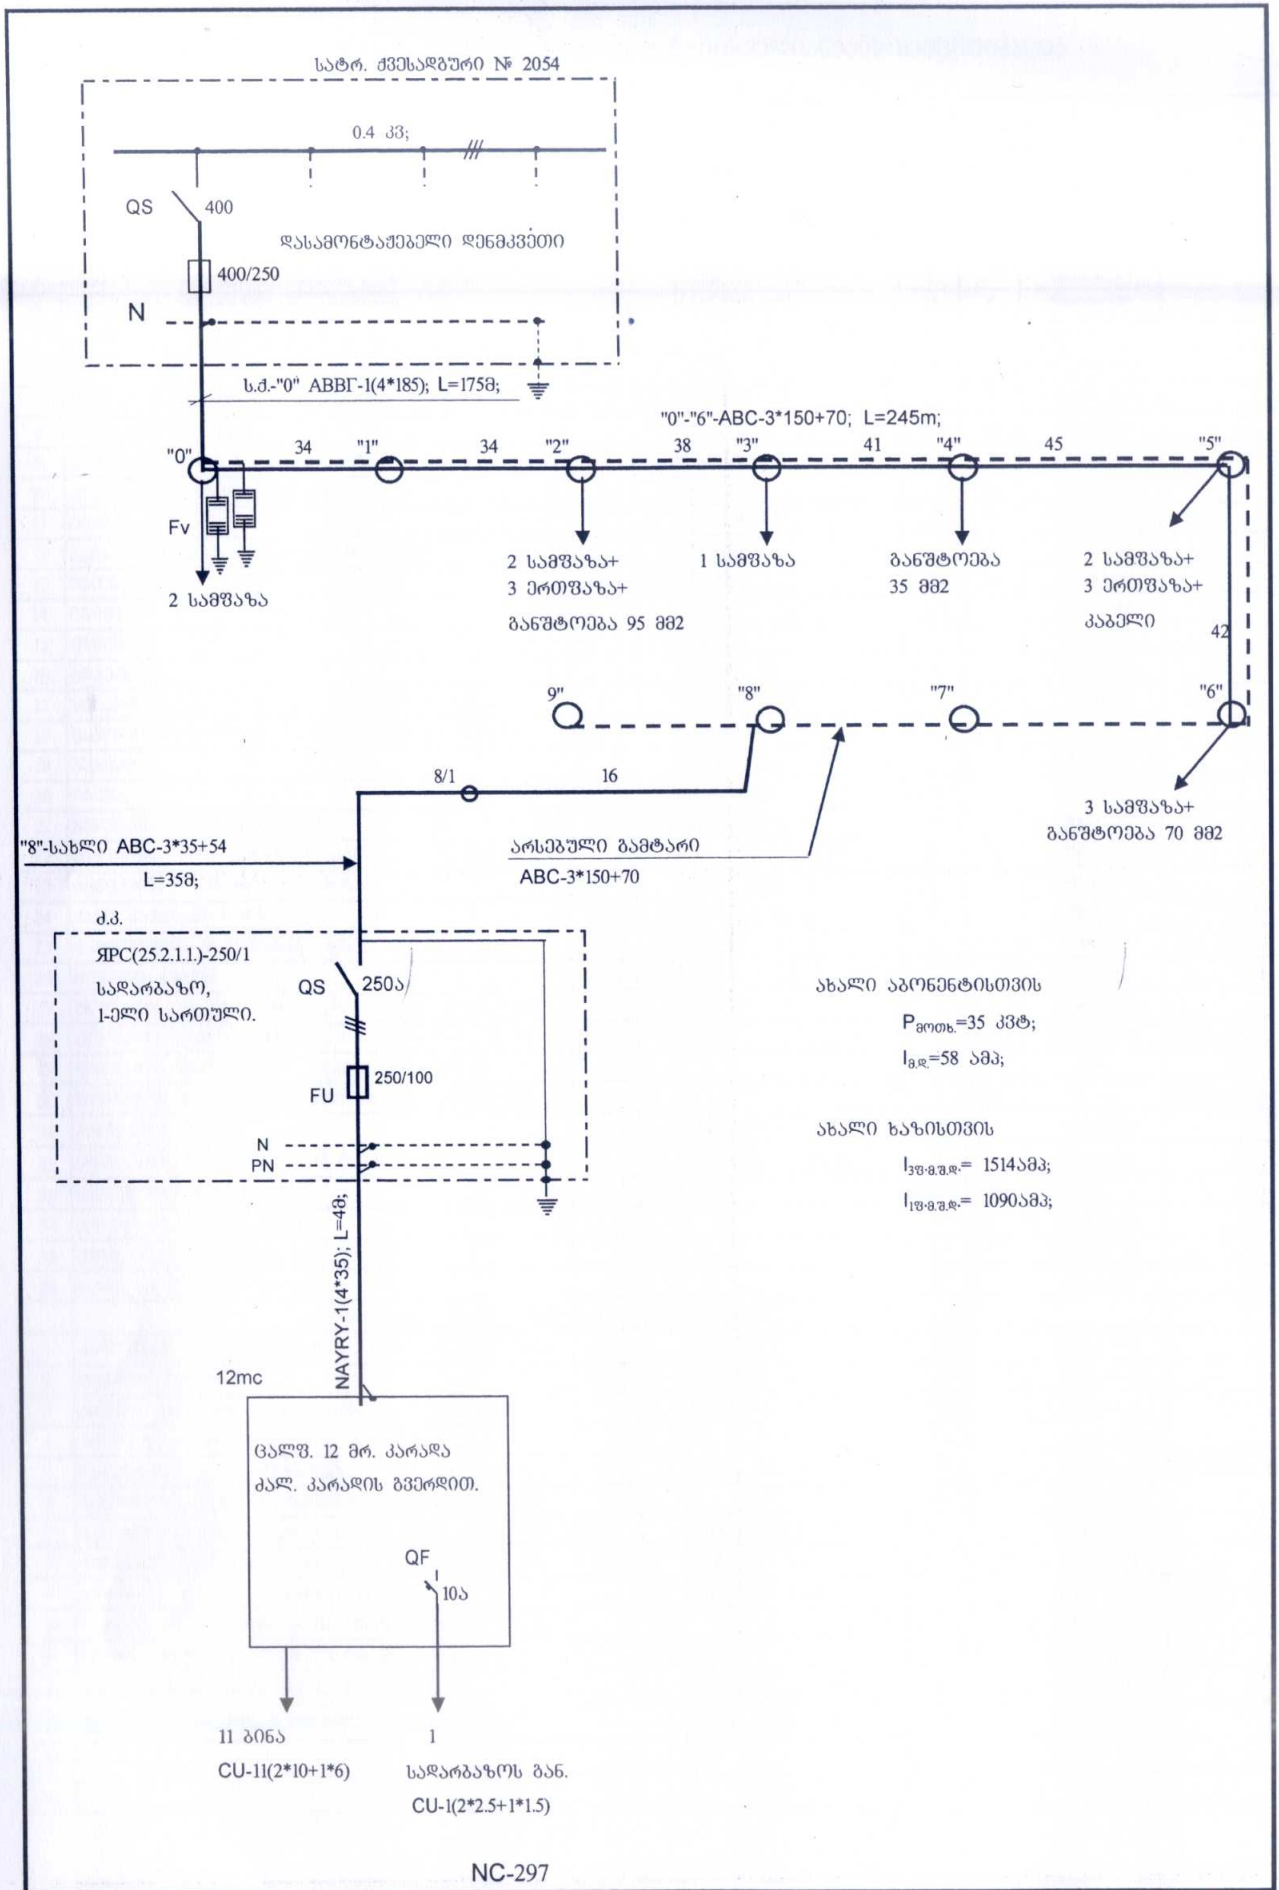 სატრ. ქვესადგური № 2054
0.4 კვ;
QS
400
დასამონტაჟებელი დენმკვეთი
400/250
N
ს.ქ.-"0" АВВГ-1(4*185); L=175მ;
"0"-"6"-ABC-3*150+70; L=245m;
"0"
34
"1"
34
"2"
38
"3"
41
"4"
45
"5"
Fv
2 სამფაზა
2 სამფაზა+
3 ერთფაზა+
განშტოება 95 მმ2
1 სამფაზა
განშტოება
35 მმ2
2 სამფაზა+
3 ერთფაზა+
კაბელი
42
9"
"8"
"7"
"6"
8/1
16
3 სამფაზა+
განშტოება 70 მმ2
"8"-სახლი ABC-3*35+54
L=35მ;
არსებული გამტარი
ABC-3*150+70
ქ.კ.
ЯРС(25.2.1.1.)-250/1
სადარბაზო,
1-ელი სართული.
QS
250ა
FU
250/100
N
PN
ახალი აბონენტისთვის
Pმოთხ.=35 კვტ;
Iმ.დ.=58 ამპ;
ახალი ხაზისთვის
I3ფ.მ.შ.დ.= 1514ამპ;
I1ფ.მ.შ.დ.= 1090ამპ;
NAYRY-1(4*35); L=4მ;
12mc
ცალფ. 12 მრ. კარადა
ძალ. კარადის გვერდით.
QF
10ა
11 ბინა
CU-11(2*10+1*6)
1
სადარბაზოს გან.
CU-1(2*2.5+1*1.5)
NC-297